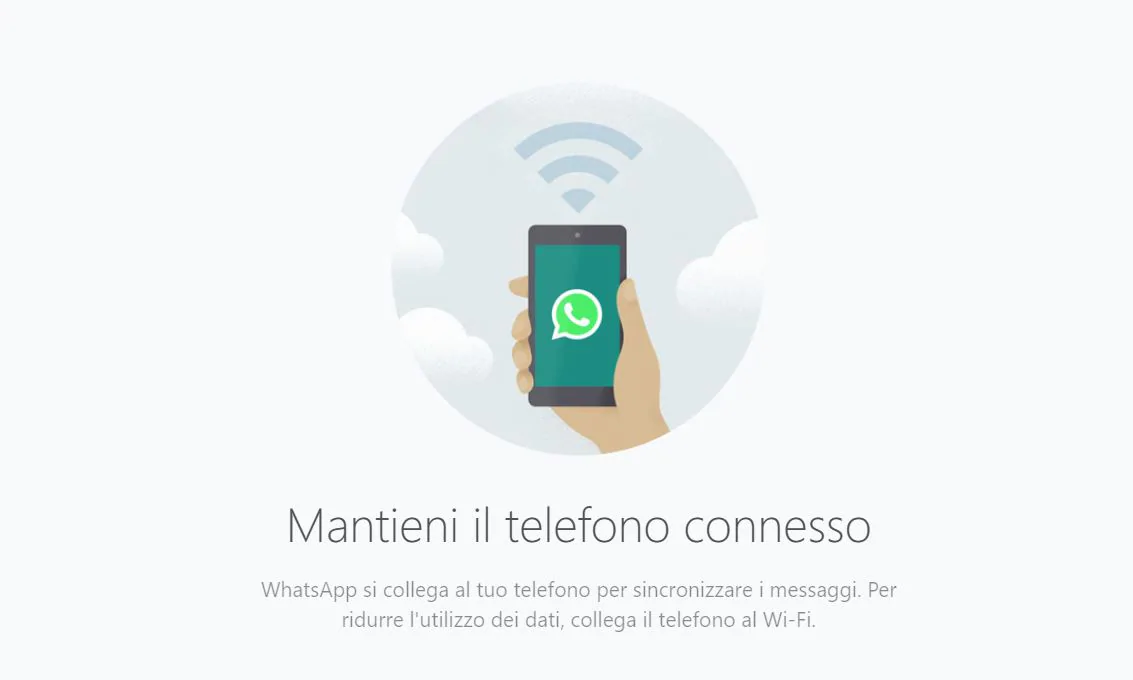 Mantieni il telefono connesso
WhatsApp si collega al tuo telefono per sincronizzare i messaggi. Per
ridurre l'utilizzo dei dati, collega il telefono al Wi-Fi.